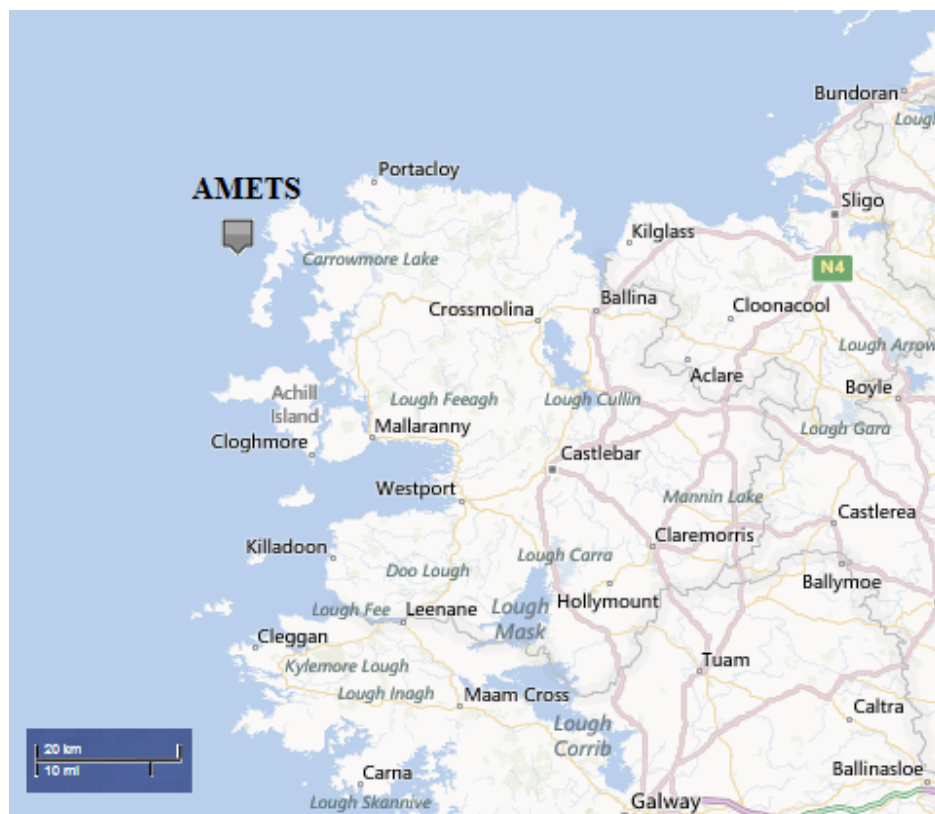 Bundoran
Lough
Portacloy
AMETS
Sligo
Kilglass
Carrowmore Lake
N4
Ballina
Crossmolina
Cloonacool
Lough Arrow
Aclare
Achill
Island
Lough Feeagh
Lough Cullin
Boyle
Mallaranny
Lough Gara
Cloghmore
Castlebar
Westport
Mannin Lake
Castlerea
Claremorris
Killadoon
Lough Carra
Doo Lough
Ballymoe
Hollymount
Lough Fee
Leenane
Lough
Mask
Cleggan
Kylemore Lough
Tuam
Lough Inagh
Maam Cross
Caltra
Lough
Corrib
20 km
10 mi
Carna
Ballinasloe
Lough Skannive
Galway